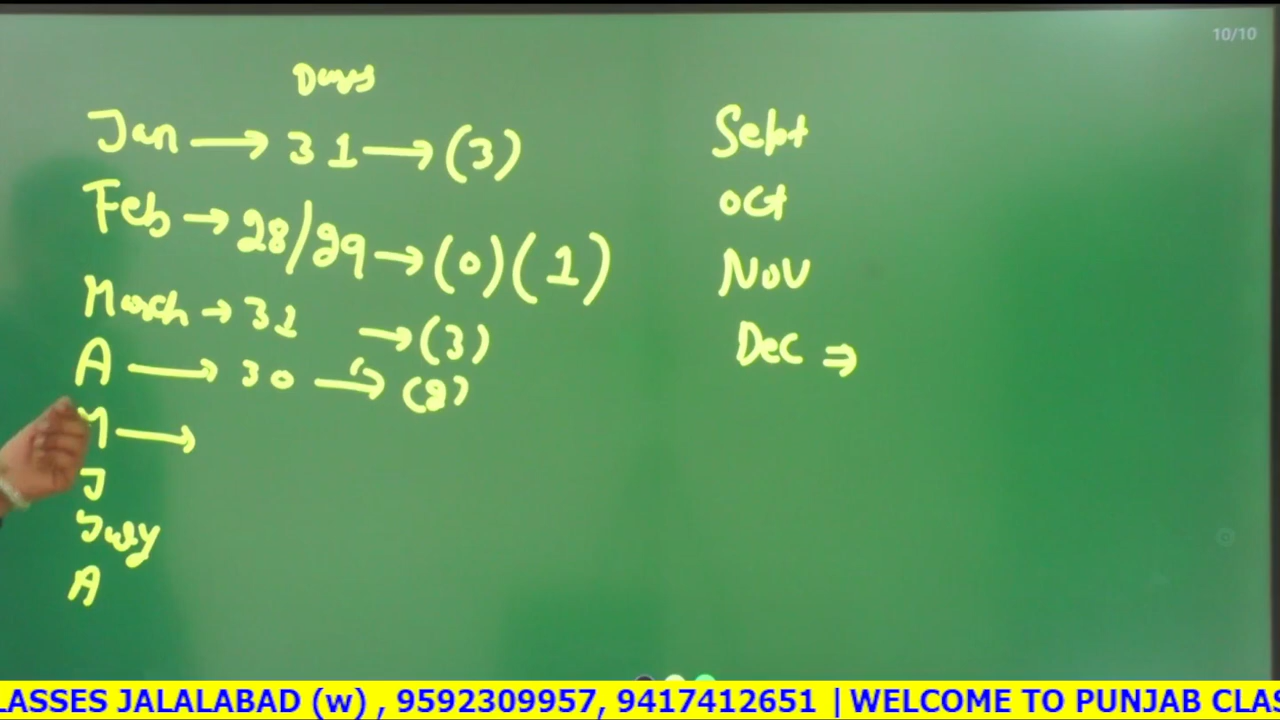 10/10
Days
Jan → 31 → (3)
Feb → 28/29 → (0) (1)
March → 31 → (3)
A → 30 → (2)
M →
J
July
A
Sept
Oct
Nov
Dec ⇒
LASSES JALALABAD (w) , 9592309957, 9417412651 | WELCOME TO PUNJAB CLAS